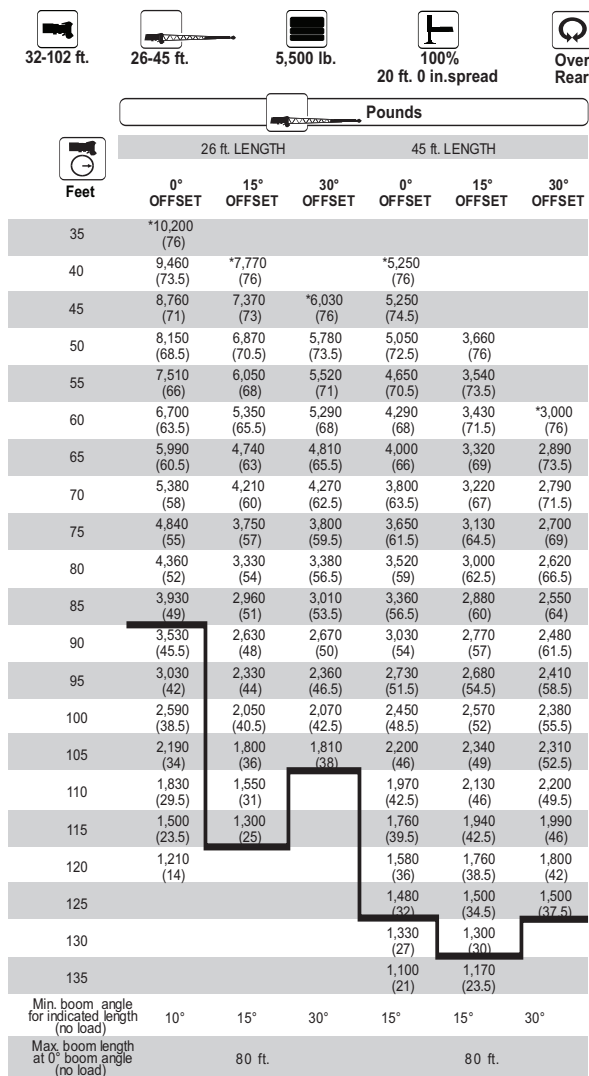 32-102 ft. 26-45 ft. 5,500 lb. 100% Over
20 ft. 0 in.spread Rear
Pounds
26 ft. LENGTH 45 ft. LENGTH
Feet 0° 15° 30° 0° 15° 30°
OFFSET OFFSET OFFSET OFFSET OFFSET OFFSET
35 *10,200
(76)
40 9,460 *7,770 *5,250
(73.5) (76) (76)
45 8,760 7,370 *6,030 5,250
(71) (73) (76) (74.5)
50 8,150 6,870 5,780 5,050 3,660
(68.5) (70.5) (73.5) (72.5) (76)
55 7,510 6,050 5,520 4,650 3,540
(66) (68) (71) (70.5) (73.5)
60 6,700 5,350 5,290 4,290 3,430 *3,000
(63.5) (65.5) (68) (68) (71.5) (76)
65 5,990 4,740 4,810 4,000 3,320 2,890
(60.5) (63) (65.5) (66) (69) (73.5)
70 5,380 4,210 4,270 3,800 3,220 2,790
(58) (60) (62.5) (63.5) (67) (71.5)
75 4,840 3,750 3,800 3,650 3,130 2,700
(55) (57) (59.5) (61.5) (64.5) (69)
80 4,360 3,330 3,380 3,520 3,000 2,620
(52) (54) (56.5) (59) (62.5) (66.5)
85 3,930 2,960 3,010 3,360 2,880 2,550
(49) (51) (53.5) (56.5) (60) (64)
90 3,530 2,630 2,670 3,030 2,770 2,480
(45.5) (48) (50) (54) (57) (61.5)
95 3,030 2,330 2,360 2,730 2,680 2,410
(42) (44) (46.5) (51.5) (54.5) (58.5)
100 2,590 2,050 2,070 2,450 2,570 2,380
(38.5) (40.5) (42.5) (48.5) (52) (55.5)
105 2,190 1,800 1,810 2,200 2,340 2,310
(34) (36) (38) (46) (49) (52.5)
110 1,830 1,550 1,970 2,130 2,200
(29.5) (31) (42.5) (46) (49.5)
115 1,500 1,300 1,760 1,940 1,990
(23.5) (25) (39.5) (42.5) (46)
120 1,210 1,580 1,760 1,800
(14) (36) (38.5) (42)
125 1,480 1,500 1,500
(32) (34.5) (37.5)
130 1,330 1,300
(27) (30)
135 1,100 1,170
(21) (23.5)
Min. boom angle
for indicated length 10° 15° 30° 15° 15° 30°
(no load)
Max. boom length
at 0° boom angle 80 ft. 80 ft.
(no load)